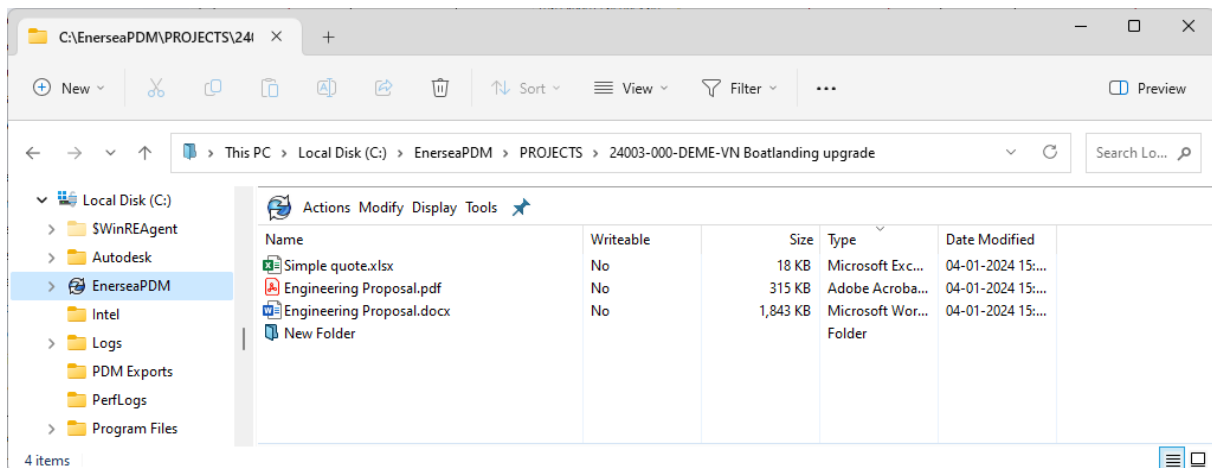 C:\EnerseaPDM\PROJECTS\24
New
Sort
View
Filter
Preview
This PC > Local Disk (C:) > EnerseaPDM > PROJECTS > 24003-000-DEME-VN Boatlanding upgrade
Search Lo...
Local Disk (C:)
$WinREAgent
Autodesk
EnerseaPDM
Intel
Logs
PDM Exports
PerfLogs
Program Files
Actions Modify Display Tools
Name Writeable Size Type Date Modified
Simple quote.xlsx No 18 KB Microsoft Exc... 04-01-2024 15:...
Engineering Proposal.pdf No 315 KB Adobe Acroba... 04-01-2024 15:...
Engineering Proposal.docx No 1,843 KB Microsoft Wor... 04-01-2024 15:...
New Folder Folder
4 items